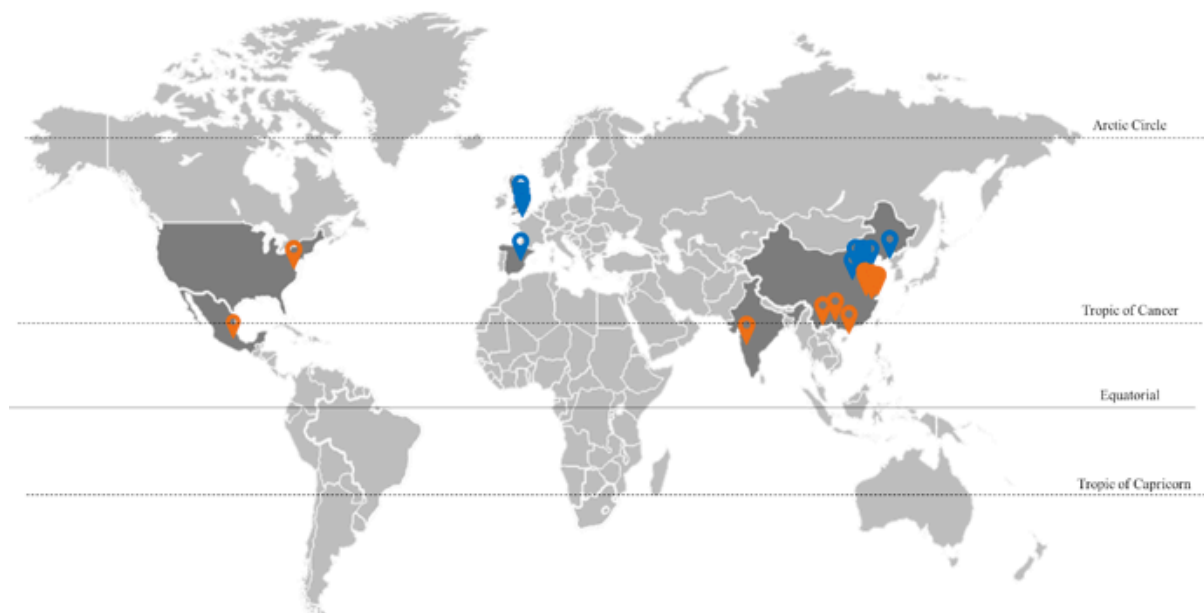 Arctic Circle
Tropic of Cancer
Equatorial
Tropic of Capricorn